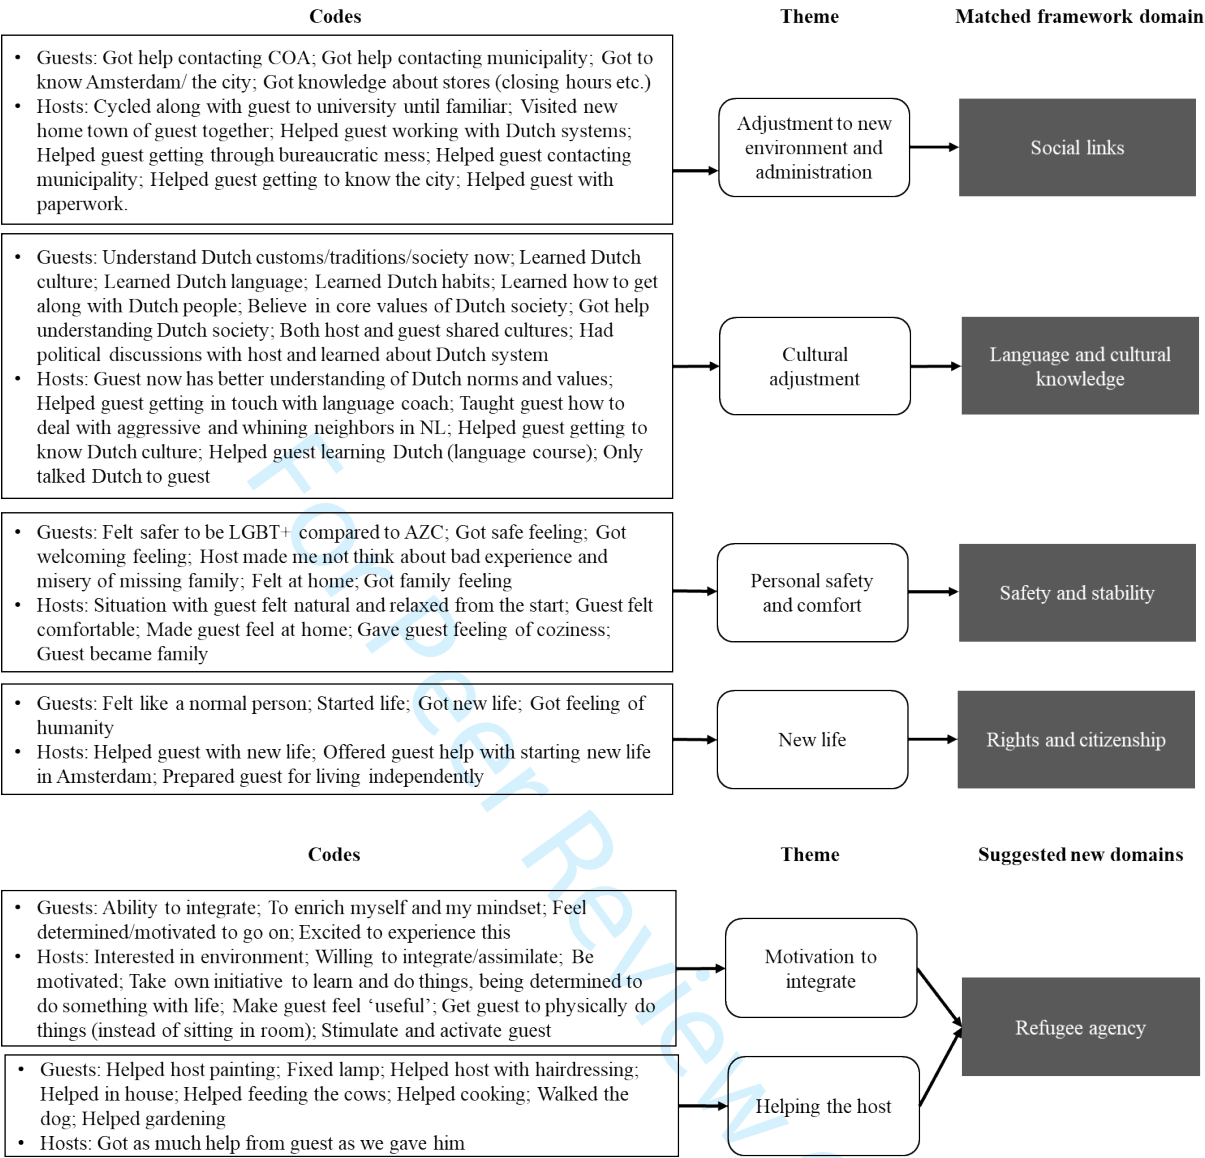 Codes Theme Matched framework domain
• Guests: Got help contacting COA; Got help contacting municipality; Got to
know Amsterdam/ the city; Got knowledge about stores (closing hours etc.)
• Hosts: Cycled along with guest to university until familiar; Visited new
home town of guest together; Helped guest working with Dutch systems;
Helped guest getting through bureaucratic mess; Helped guest contacting
municipality; Helped guest getting to know the city; Helped guest with
paperwork.
Adjustment to new
environment and
administration
Social links
• Guests: Understand Dutch customs/traditions/society now; Learned Dutch
culture; Learned Dutch language; Learned Dutch habits; Learned how to get
along with Dutch people; Believe in core values of Dutch society; Got help
understanding Dutch society; Both host and guest shared cultures; Had
political discussions with host and learned about Dutch system
• Hosts: Guest now has better understanding of Dutch norms and values;
Helped guest getting in touch with language coach; Taught guest how to
deal with aggressive and whining neighbors in NL; Helped guest getting to
know Dutch culture; Helped guest learning Dutch (language course); Only
talked Dutch to guest
Cultural
adjustment
Language and cultural
knowledge
• Guests: Felt safer to be LGBT+ compared to AZC; Got safe feeling; Got
welcoming feeling; Host made me not think about bad experience and
misery of missing family; Felt at home; Got family feeling
• Hosts: Situation with guest felt natural and relaxed from the start; Guest felt
comfortable; Made guest feel at home; Gave guest feeling of coziness;
Guest became family
Personal safety
and comfort
Safety and stability
• Guests: Felt like a normal person; Started life; Got new life; Got feeling of
humanity
• Hosts: Helped guest with new life; Offered guest help with starting new life
in Amsterdam; Prepared guest for living independently
New life
Rights and citizenship
Codes Theme Suggested new domains
• Guests: Ability to integrate; To enrich myself and my mindset; Feel
determined/motivated to go on; Excited to experience this
• Hosts: Interested in environment; Willing to integrate/assimilate; Be
motivated; Take own initiative to learn and do things, being determined to
do something with life; Make guest feel ‘useful’; Get guest to physically do
things (instead of sitting in room); Stimulate and activate guest
Motivation to
integrate
Refugee agency
• Guests: Helped host painting; Fixed lamp; Helped host with hairdressing;
Helped in house; Helped feeding the cows; Helped cooking; Walked the
dog; Helped gardening
• Hosts: Got as much help from guest as we gave him
Helping the host
For Peer Review